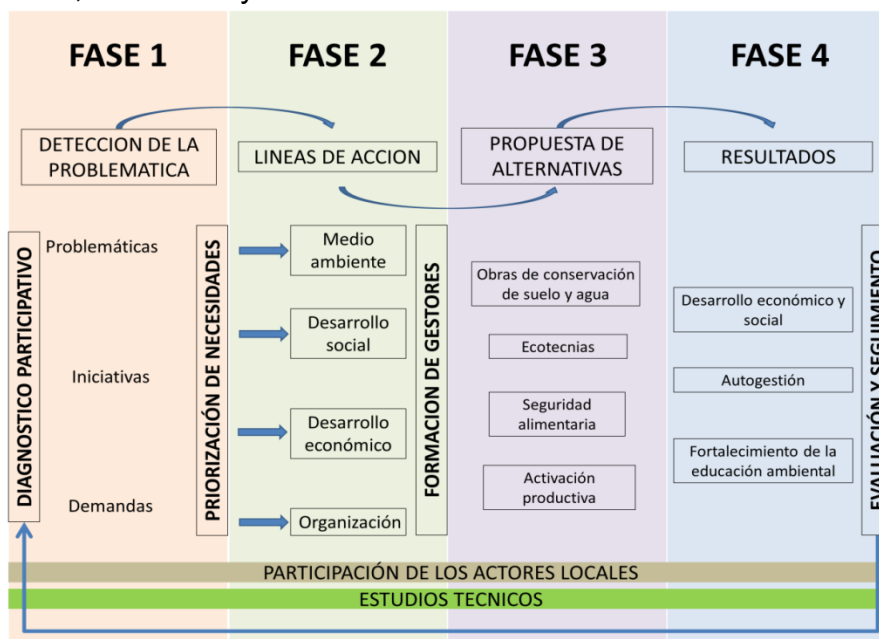 FASE 1
FASE 2
FASE 3
FASE 4
DETECCION DE LA
PROBLEMATICA
LINEAS DE ACCION
PROPUESTA DE
ALTERNATIVAS
RESULTADOS
DIAGNOSTICO PARTICIPATIVO
Problemáticas
Iniciativas
Demandas
PRIORIZACIÓN DE NECESIDADES
Medio
ambiente
Desarrollo
social
Desarrollo
económico
Organización
FORMACION DE GESTORES
Obras de conservación
de suelo y agua
Ecotecnias
Seguridad
alimentaria
Activación
productiva
Desarrollo económico y
social
Autogestión
Fortalecimiento de la
educación ambiental
EVALUACIÓN Y SEGUIMIENTO
PARTICIPACIÓN DE LOS ACTORES LOCALES
ESTUDIOS TECNICOS